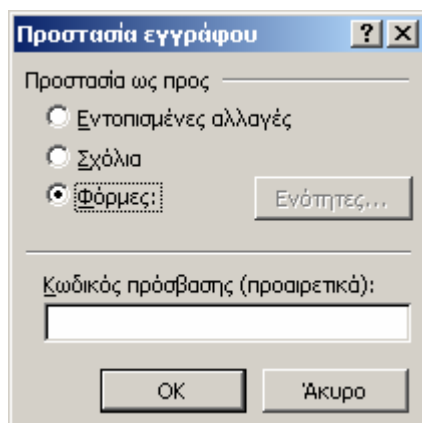 Προστασία εγγράφου
Προστασία ως προς
Εντοπισμένες αλλαγές
Σχόλια
Φόρμες:
Ενότητες...
Κωδικός πρόσβασης (προαιρετικά):
OK
Άκυρο